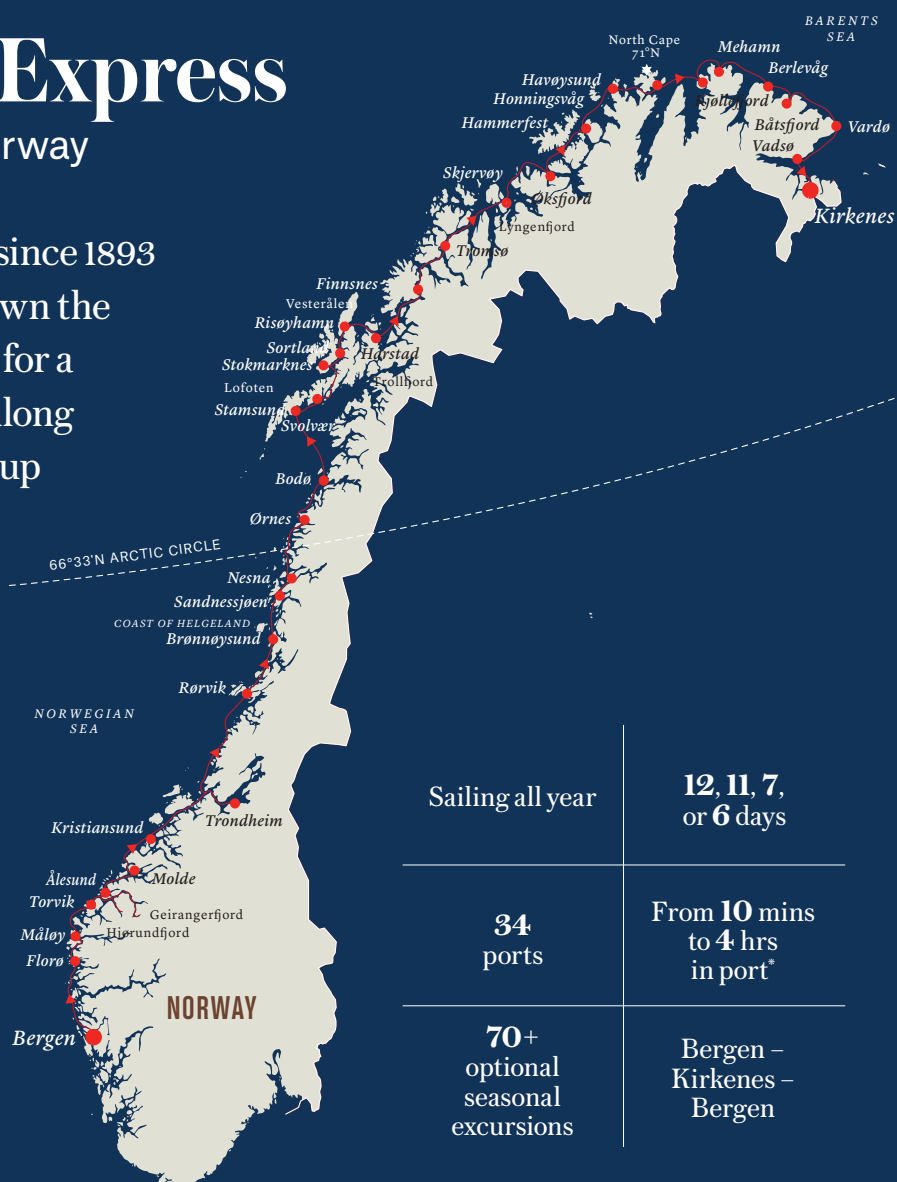 Express
rway
since 1893
wn the
for a
long
up
BARENTS
SEA
North Cape
71°N
Mehamn
Berlevåg
Havøysund
Honningsvåg
Kjøllefjord
Hammerfest
Båtsfjord
Vardø
Vadsø
Skjervøy
Øksfjord
Kirkenes
Lyngenfjord
Tromsø
Finnsnes
Vesterålen
Risøyhamn
Sortland
Harstad
Stokmarknes
Trollfjord
Lofoten
Stamsund
Svolvær
Bodø
Ørnes
66°33'N ARCTIC CIRCLE
Nesna
Sandnessjøen
COAST OF HELGELAND
Brønnøysund
Rørvik
NORWEGIAN
SEA
Trondheim
Kristiansund
Ålesund
Molde
Torvik
Geirangerfjord
Måløy
Hjørundfjord
Florø
NORWAY
Bergen
Sailing all year
12, 11, 7,
or 6 days
34
ports
From 10 mins
to 4 hrs
in port*
70+
optional
seasonal
excursions
Bergen –
Kirkenes –
Bergen